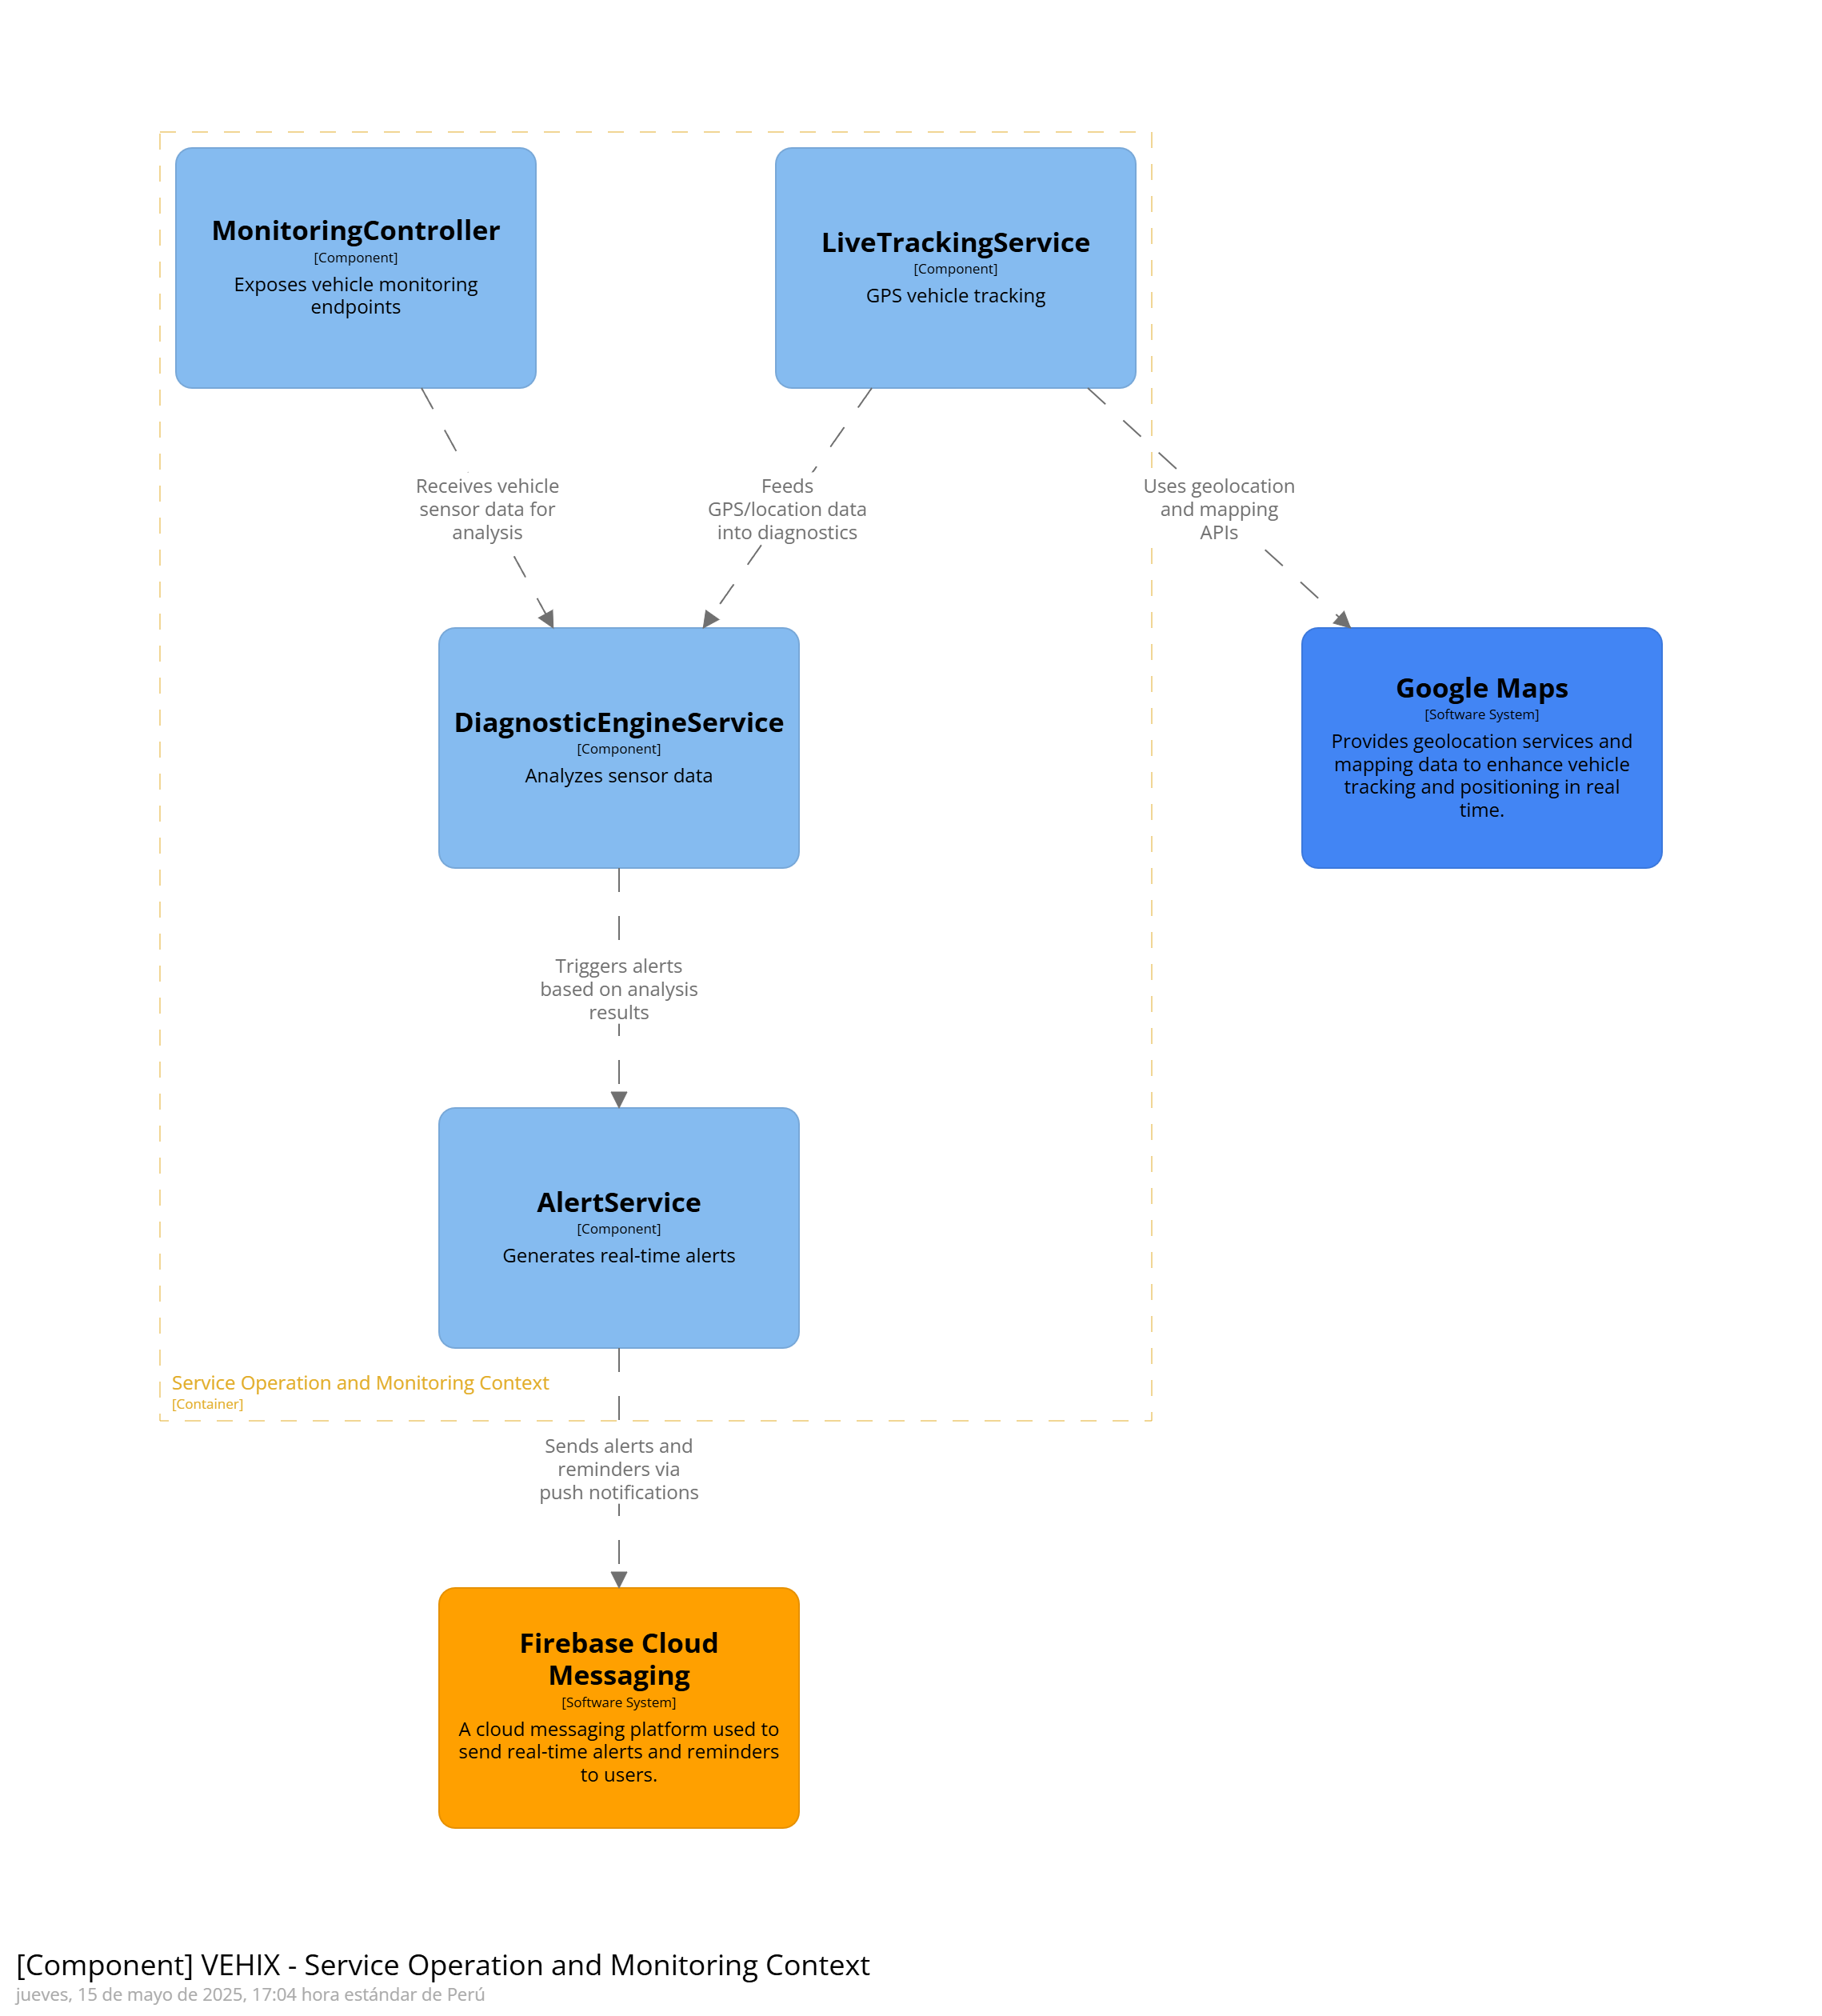 MonitoringController
[Component]
Exposes vehicle monitoring
endpoints
LiveTrackingService
[Component]
GPS vehicle tracking
Receives vehicle
sensor data for
analysis
Feeds
GPS/location data
into diagnostics
Uses geolocation
and mapping
APIs
DiagnosticEngineService
[Component]
Analyzes sensor data
Google Maps
[Software System]
Provides geolocation services and
mapping data to enhance vehicle
tracking and positioning in real
time.
Triggers alerts
based on analysis
results
AlertService
[Component]
Generates real-time alerts
Service Operation and Monitoring Context
[Container]
Sends alerts and
reminders via
push notifications
Firebase Cloud
Messaging
[Software System]
A cloud messaging platform used to
send real-time alerts and reminders
to users.
[Component] VEHIX - Service Operation and Monitoring Context
jueves, 15 de mayo de 2025, 17:04 hora estándar de Perú